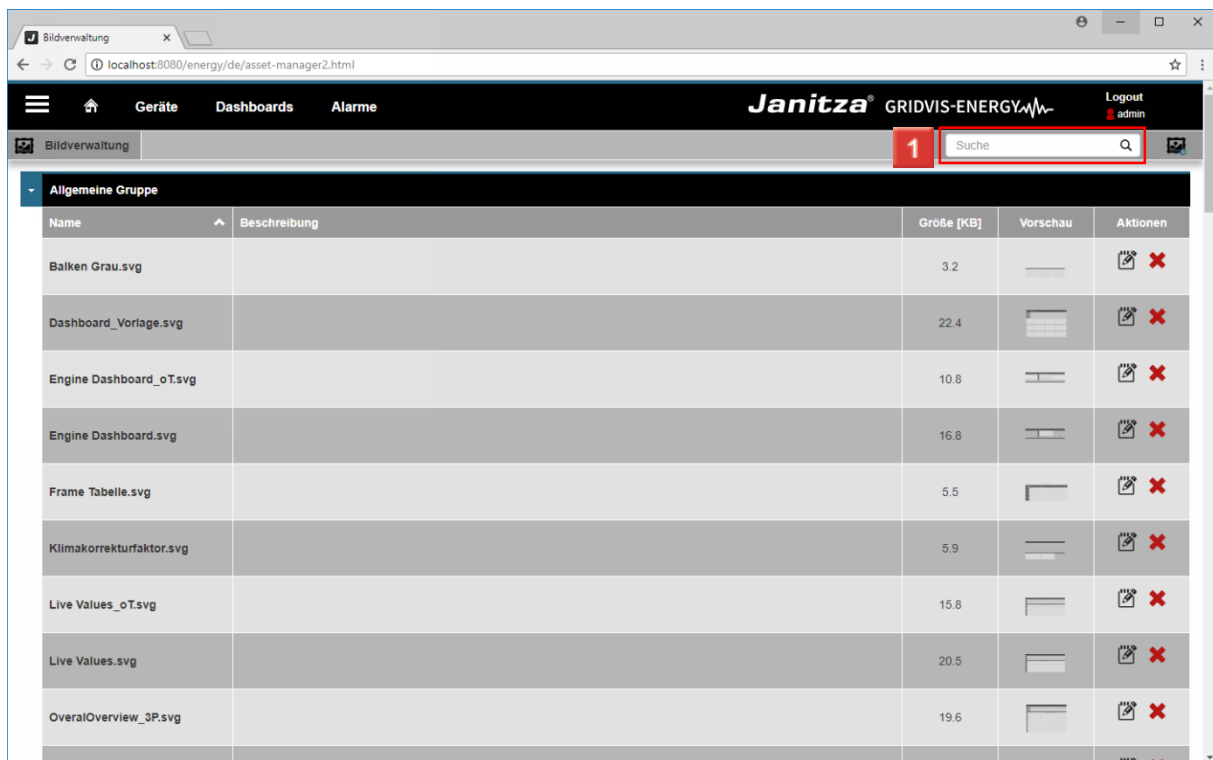 Bildverwaltung
localhost:8080/energy/de/asset-manager2.html
Geräte Dashboards Alarme Janitza® GRIDVIS-ENERGY Logout
admin
Bildverwaltung 1 Suche
Allgemeine Gruppe
Name Beschreibung Größe [KB] Vorschau Aktionen
Balken Grau.svg 3.2
Dashboard_Vorlage.svg 22.4
Engine Dashboard_oT.svg 10.8
Engine Dashboard.svg 16.8
Frame Tabelle.svg 5.5
Klimakorrekturfaktor.svg 5.9
Live Values_oT.svg 15.8
Live Values.svg 20.5
OveralOverview_3P.svg 19.6